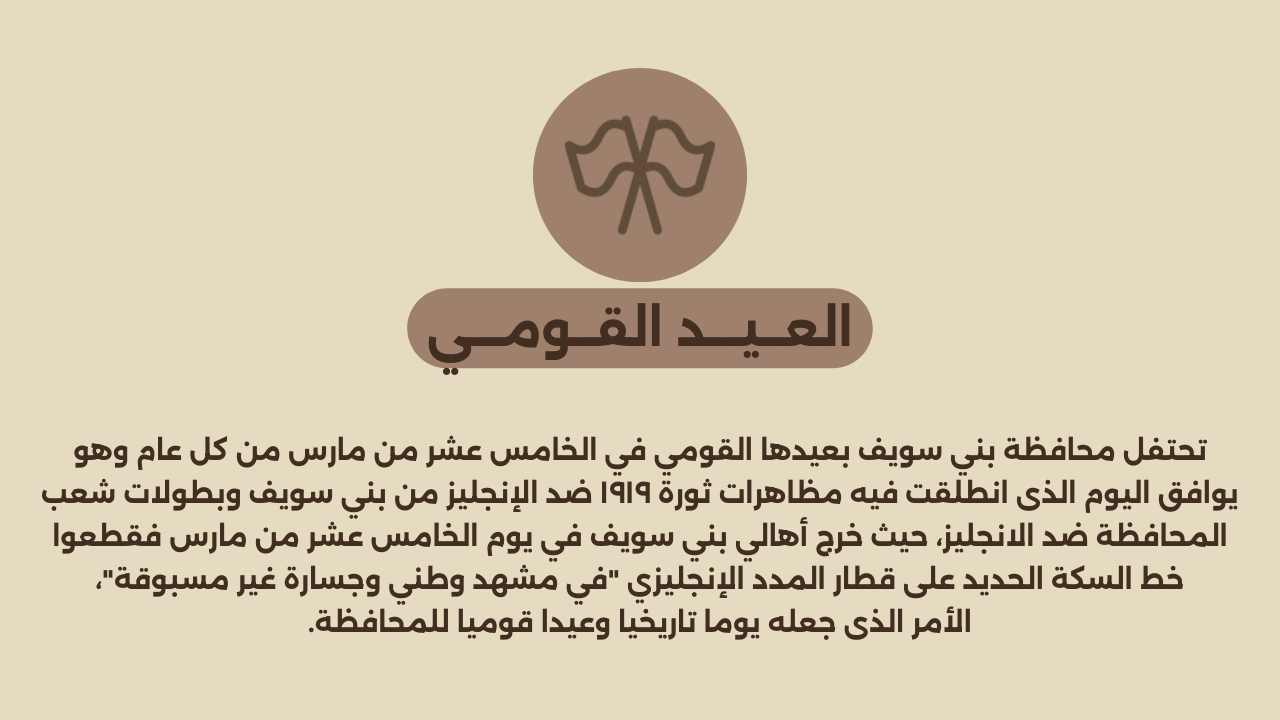 العيـد القـومـي
تحتفل محافظة بني سويف بعيدها القومي في الخامس عشر من مارس من كل عام وهو
يوافق اليوم الذى انطلقت فيه مظاهرات ثورة ١٩١٩ ضد الإنجليز من بني سويف وبطولات شعب
المحافظة ضد الانجليز، حيث خرج أهالي بني سويف في يوم الخامس عشر من مارس فقطعوا
خط السكة الحديد على قطار المدد الإنجليزي "في مشهد وطني وجسارة غير مسبوقة"،
الأمر الذى جعله يوما تاريخيا وعيدا قوميا للمحافظة.